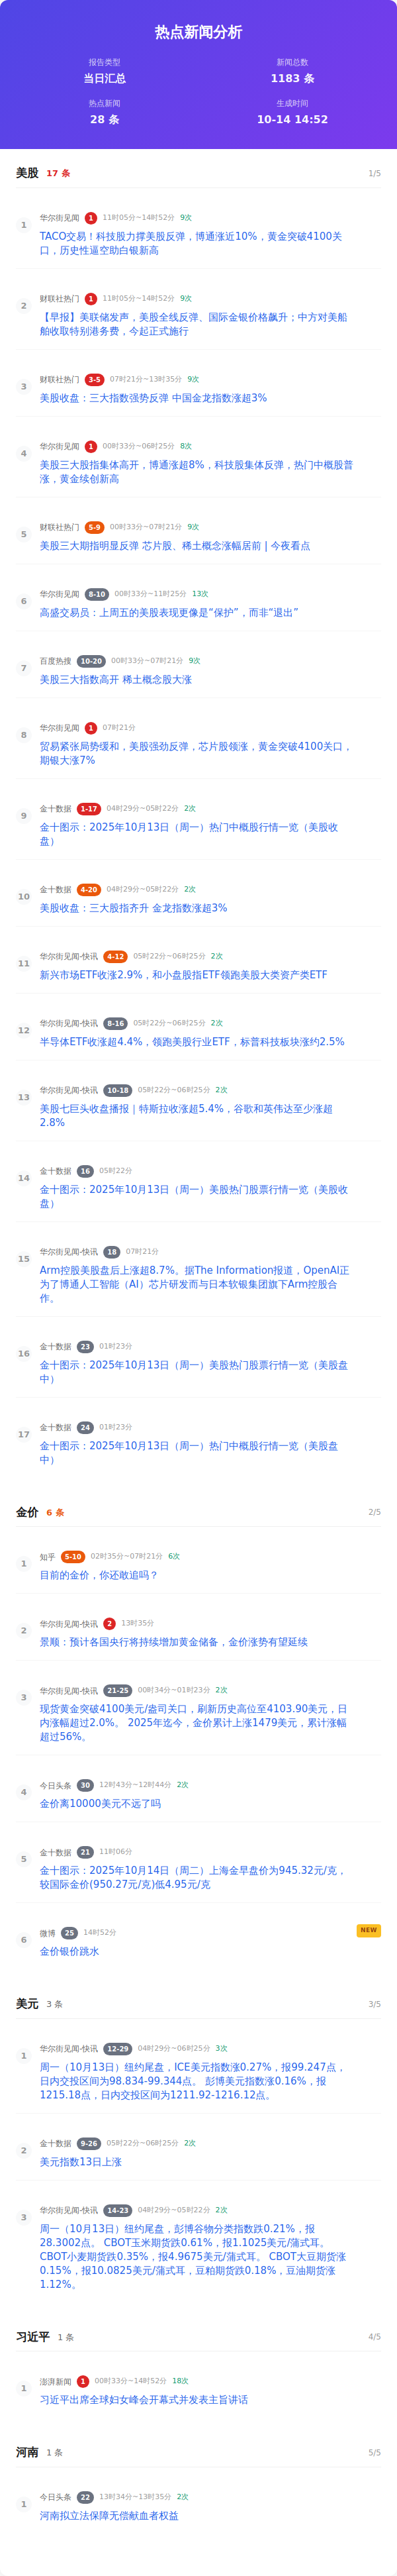 热点新闻分析
报告类型
新闻总数
当日汇总
1183 条
热点新闻
生成时间
28 条
10-14 14:52
美股 17 条 1/5
1 华尔街见闻 1 11时05分~14时52分 9次
TACO交易！科技股力撑美股反弹，博通涨近10%，黄金突破4100关
口，历史性逼空助白银新高
2 财联社热门 1 11时05分~14时52分 9次
【早报】美联储发声，美股全线反弹、国际金银价格飙升；中方对美船
舶收取特别港务费，今起正式施行
3 财联社热门 3-5 07时21分~13时35分 9次
美股收盘：三大指数强势反弹 中国金龙指数涨超3%
4 华尔街见闻 1 00时33分~06时25分 8次
美股三大股指集体高开，博通涨超8%，科技股集体反弹，热门中概股普
涨，黄金续创新高
5 财联社热门 5-9 00时33分~07时21分 9次
美股三大期指明显反弹 芯片股、稀土概念涨幅居前 | 今夜看点
6 华尔街见闻 8-10 00时33分~11时25分 13次
高盛交易员：上周五的美股表现更像是“保护”，而非“退出”
7 百度热搜 10-20 00时33分~07时21分 9次
美股三大指数高开 稀土概念股大涨
8 华尔街见闻 1 07时21分
贸易紧张局势缓和，美股强劲反弹，芯片股领涨，黄金突破4100关口，
期银大涨7%
9 金十数据 1-17 04时29分~05时22分 2次
金十图示：2025年10月13日（周一）热门中概股行情一览（美股收
盘）
10 金十数据 4-20 04时29分~05时22分 2次
美股收盘：三大股指齐升 金龙指数涨超3%
11 华尔街见闻-快讯 4-12 05时22分~06时25分 2次
新兴市场ETF收涨2.9%，和小盘股指ETF领跑美股大类资产类ETF
12 华尔街见闻-快讯 8-16 05时22分~06时25分 2次
半导体ETF收涨超4.4%，领跑美股行业ETF，标普科技板块涨约2.5%
13 华尔街见闻-快讯 10-18 05时22分~06时25分 2次
美股七巨头收盘播报｜特斯拉收涨超5.4%，谷歌和英伟达至少涨超
2.8%
14 金十数据 16 05时22分
金十图示：2025年10月13日（周一）美股热门股票行情一览（美股收
盘）
15 华尔街见闻-快讯 18 07时21分
Arm控股美股盘后上涨超8.7%。据The Information报道，OpenAI正
为了博通人工智能（AI）芯片研发而与日本软银集团旗下Arm控股合
作。
16 金十数据 23 01时23分
金十图示：2025年10月13日（周一）美股热门股票行情一览（美股盘
中）
17 金十数据 24 01时23分
金十图示：2025年10月13日（周一）热门中概股行情一览（美股盘
中）
金价 6 条 2/5
1 知乎 5-10 02时35分~07时21分 6次
目前的金价，你还敢追吗？
2 华尔街见闻-快讯 2 13时35分
景顺：预计各国央行将持续增加黄金储备，金价涨势有望延续
3 华尔街见闻-快讯 21-25 00时34分~01时23分 2次
现货黄金突破4100美元/盎司关口，刷新历史高位至4103.90美元，日
内涨幅超过2.0%。 2025年迄今，金价累计上涨1479美元，累计涨幅
超过56%。
4 今日头条 30 12时43分~12时44分 2次
金价离10000美元不远了吗
5 金十数据 21 11时06分
金十图示：2025年10月14日（周二）上海金早盘价为945.32元/克，
较国际金价(950.27元/克)低4.95元/克
6 微博 25 14时52分 NEW
金价银价跳水
美元 3 条 3/5
1 华尔街见闻-快讯 12-29 04时29分~06时25分 3次
周一（10月13日）纽约尾盘，ICE美元指数涨0.27%，报99.247点，
日内交投区间为98.834-99.344点。 彭博美元指数涨0.16%，报
1215.18点，日内交投区间为1211.92-1216.12点。
2 金十数据 9-26 05时22分~06时25分 2次
美元指数13日上涨
3 华尔街见闻-快讯 14-23 04时29分~05时22分 2次
周一（10月13日）纽约尾盘，彭博谷物分类指数跌0.21%，报
28.3002点。 CBOT玉米期货跌0.61%，报1.1025美元/蒲式耳。
CBOT小麦期货跌0.35%，报4.9675美元/蒲式耳。 CBOT大豆期货涨
0.15%，报10.0825美元/蒲式耳，豆粕期货跌0.18%，豆油期货涨
1.12%。
习近平 1 条 4/5
1 澎湃新闻 1 00时33分~14时52分 18次
习近平出席全球妇女峰会开幕式并发表主旨讲话
河南 1 条 5/5
1 今日头条 22 13时34分~13时35分 2次
河南拟立法保障无偿献血者权益